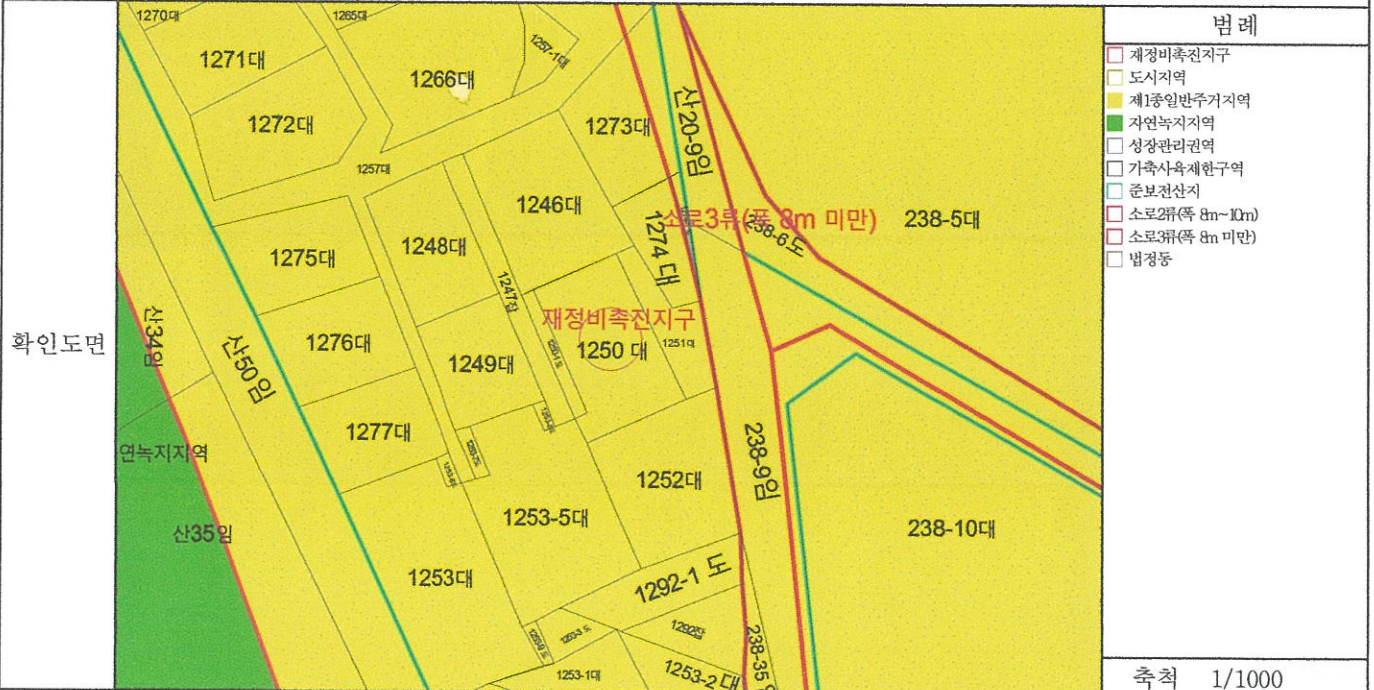 확인도면
1270대
1265대
1271대
1266대
1257-1대
1272대
1273대
산20-9임
1257대
1246대
소로3류(폭 8m 미만)
238-6도
238-5대
1248대
1274대
1275대
1247잡
산34임
산50임
재정비촉진지구
1276대
1249대
1250 대
1251대
1277대
연녹지지역
238-9임
1252대
산35임
1253-5대
238-10대
1253대
1292-1 도
1292잡
1253-1대
1253-2대
범례
재정비촉진지구
도시지역
제1종일반주거지역
자연녹지지역
성장관리권역
가축사육제한구역
준보전산지
소로2류(폭 8m~10m)
소로3류(폭 8m 미만)
법정동
축척 1/1000